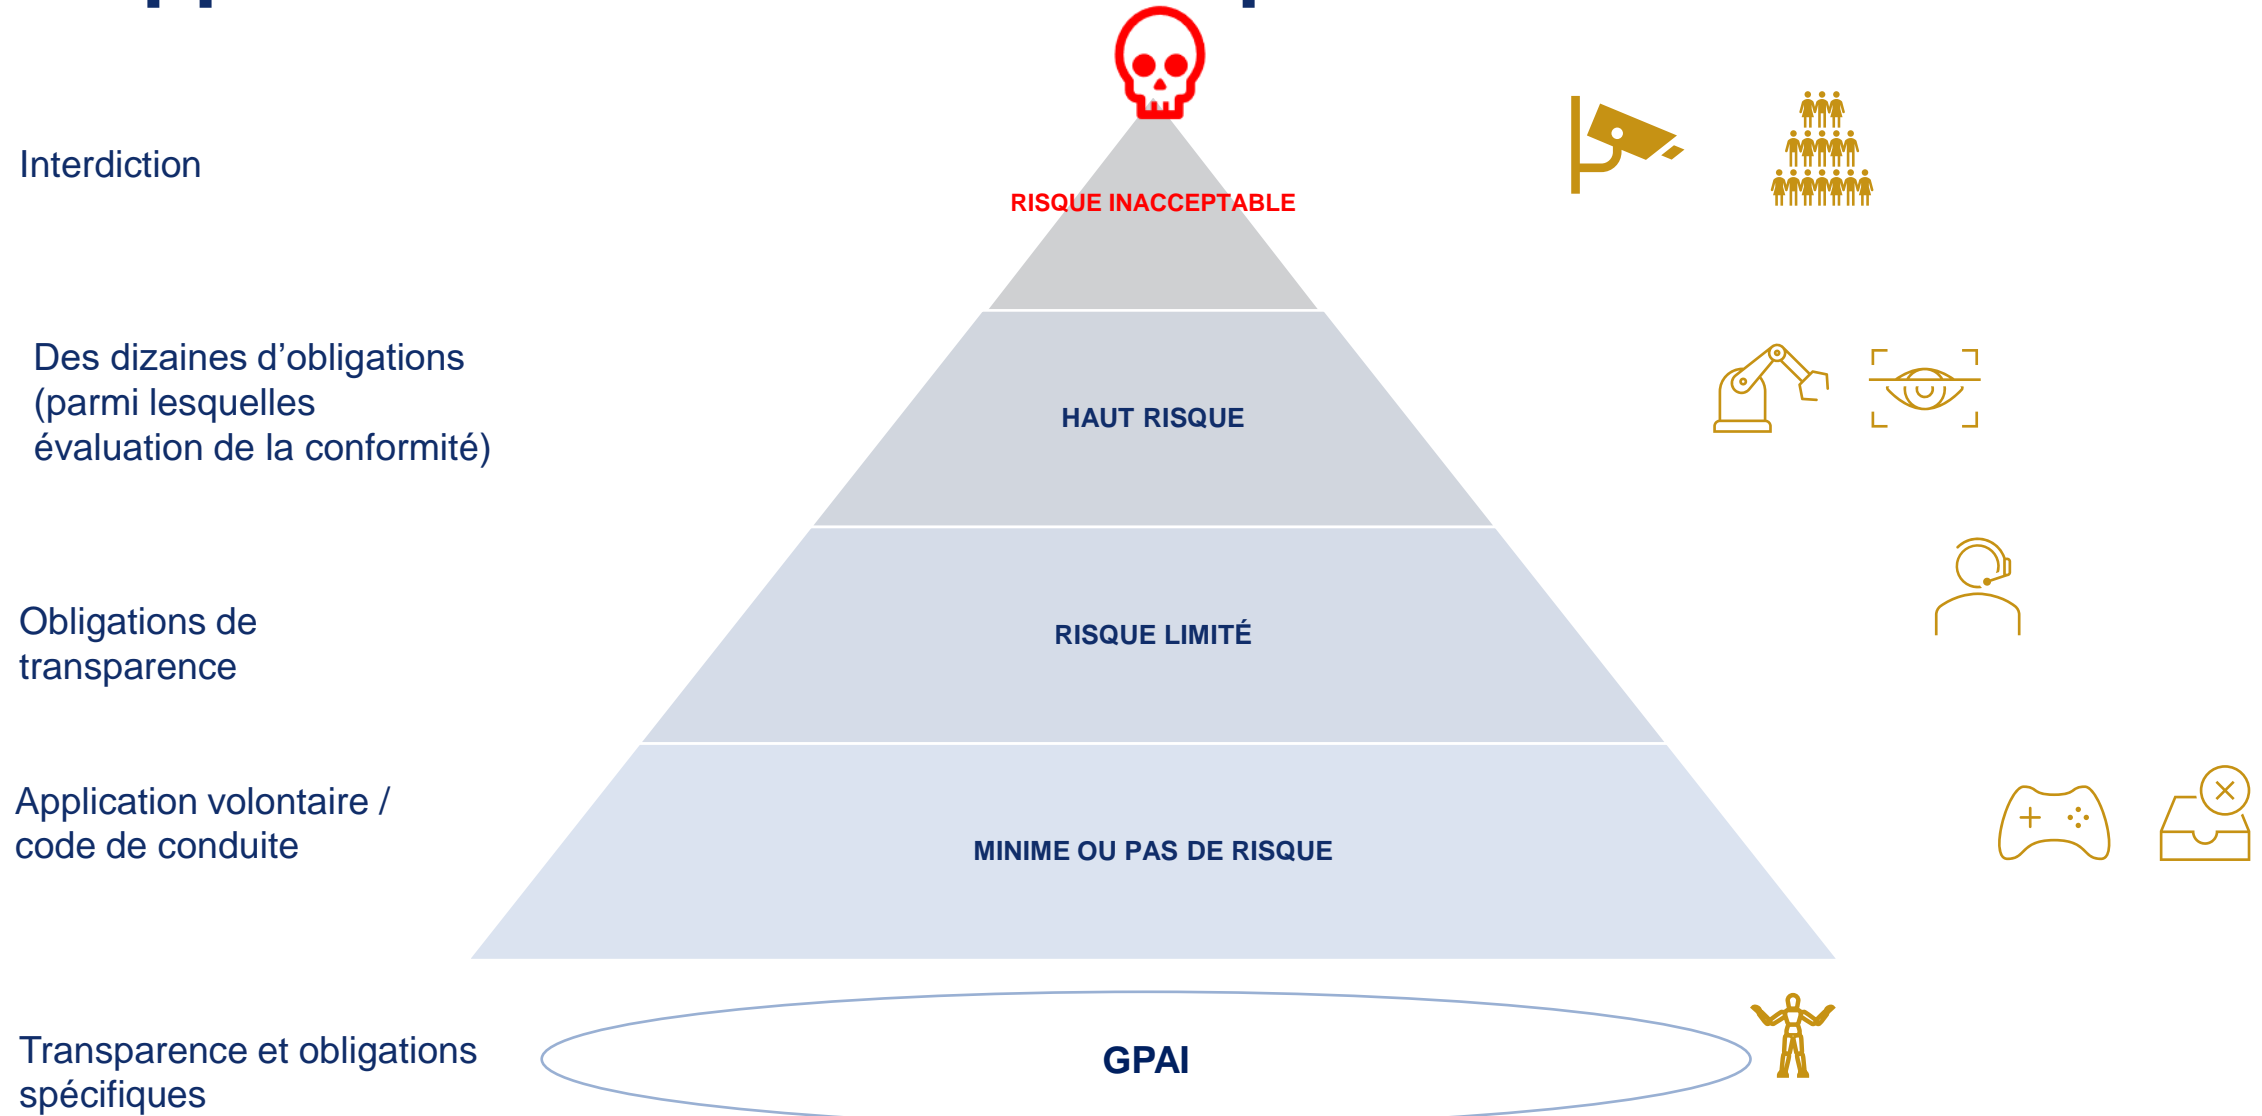 Interdiction
RISQUE INACCEPTABLE
Des dizaines d’obligations
(parmi lesquelles
évaluation de la conformité)
HAUT RISQUE
Obligations de
transparence
RISQUE LIMITÉ
Application volontaire /
code de conduite
MINIME OU PAS DE RISQUE
Transparence et obligations
spécifiques
GPAI